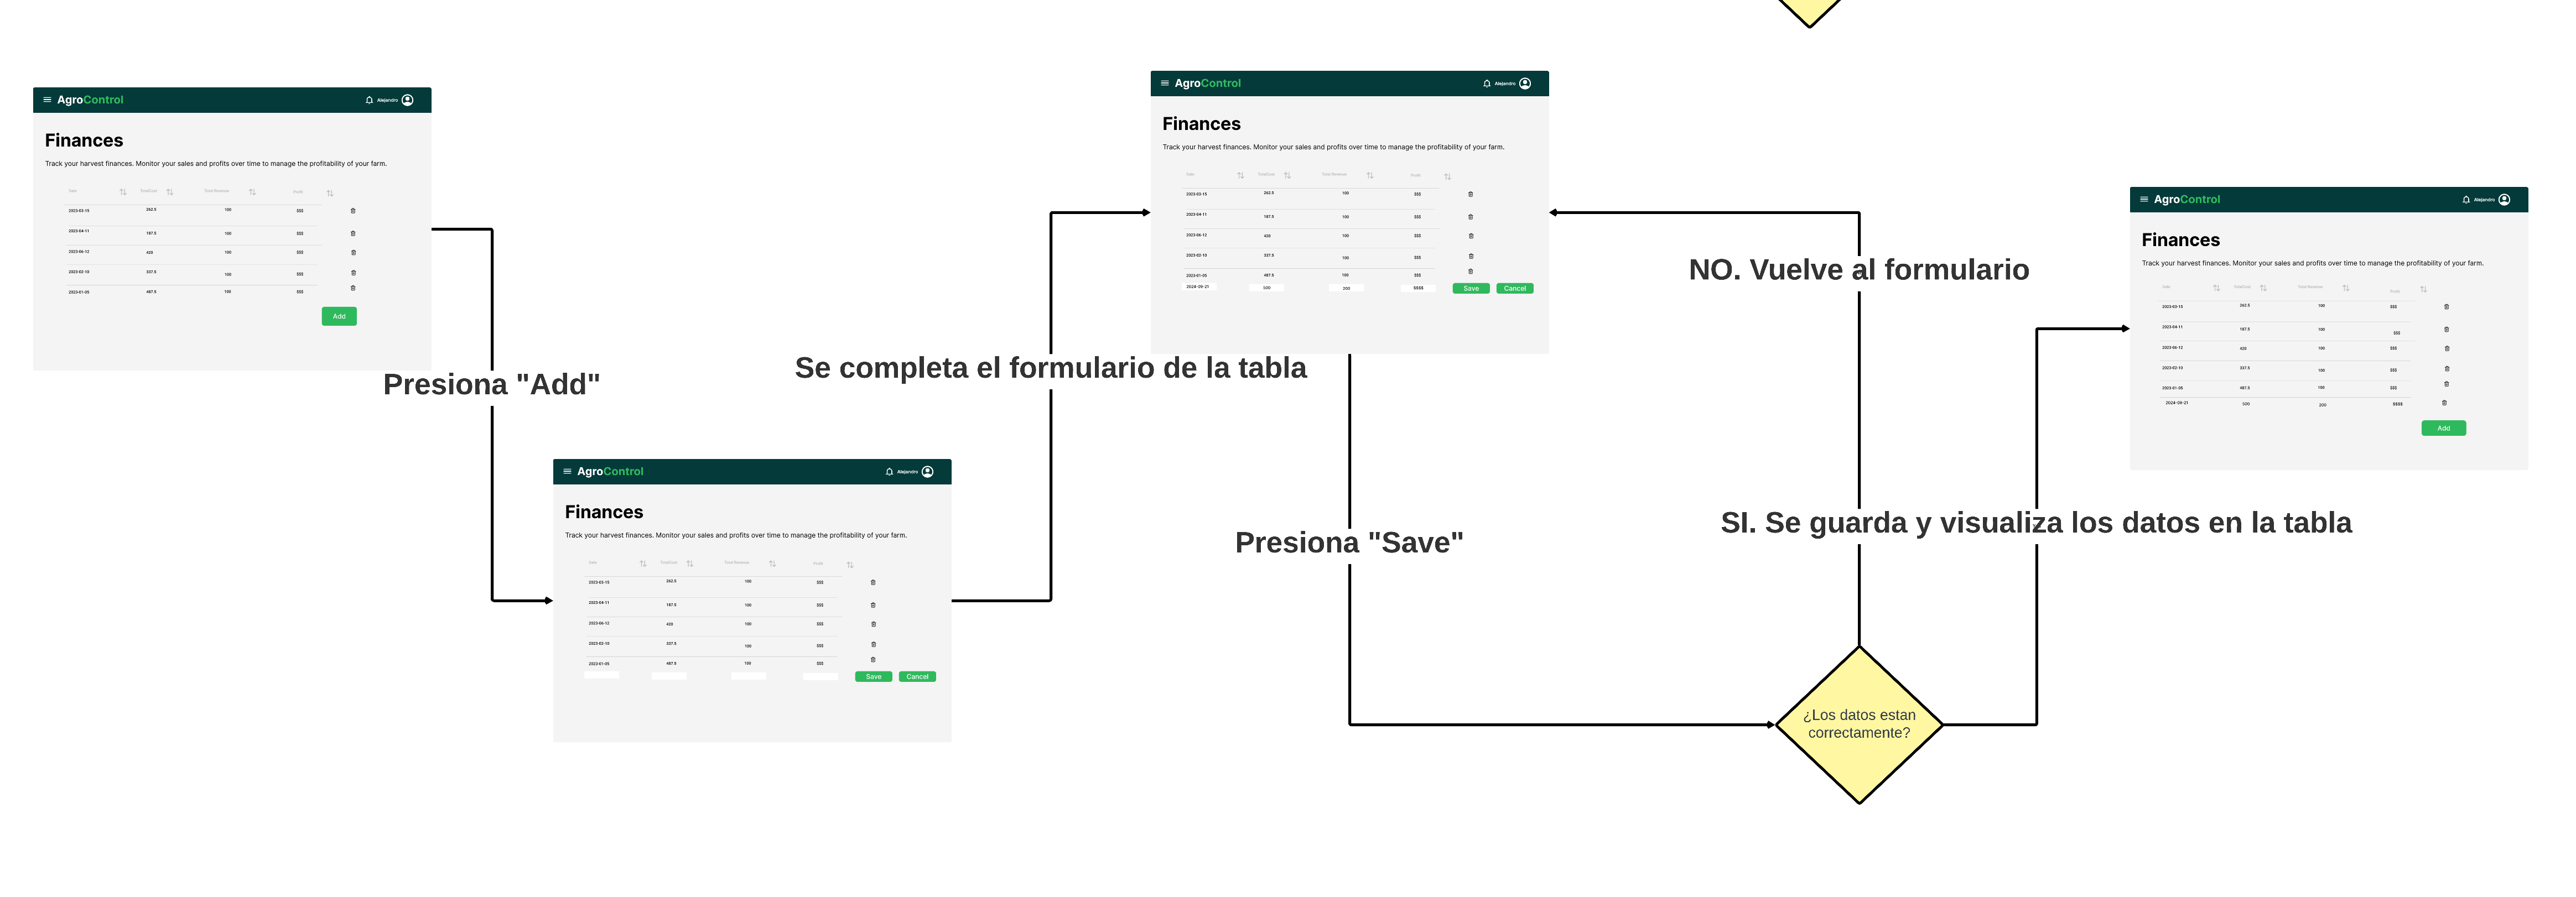 AgroControl
Alejandro
Finances
Track your harvest finances. Monitor your sales and profits over time to manage the profitability of your farm.
Date TotalCost Total Revenue Profit
2023-03-15 262.5 100 $$$
2023-04-11 187.5 100 $$$
2023-06-12 420 100 $$$
2023-02-10 337.5 100 $$$
2023-01-05 487.5 100 $$$
Add
Presiona "Add"
AgroControl
Alejandro
Finances
Track your harvest finances. Monitor your sales and profits over time to manage the profitability of your farm.
Date TotalCost Total Revenue Profit
2023-03-15 262.5 100 $$$
2023-04-11 187.5 100 $$$
2023-06-12 420 100 $$$
2023-02-10 337.5 100 $$$
2023-01-05 487.5 100 $$$
Save Cancel
Se completa el formulario de la tabla
AgroControl
Alejandro
Finances
Track your harvest finances. Monitor your sales and profits over time to manage the profitability of your farm.
Date TotalCost Total Revenue Profit
2023-03-15 262.5 100 $$$
2023-04-11 187.5 100 $$$
2023-06-12 420 100 $$$
2023-02-10 337.5 100 $$$
2023-01-05 487.5 100 $$$
2024-09-21 500 200 $$$$ Save Cancel
Presiona "Save"
¿Los datos estan
correctamente?
NO. Vuelve al formulario
SI. Se guarda y visualiza los datos en la tabla
AgroControl
Alejandro
Finances
Track your harvest finances. Monitor your sales and profits over time to manage the profitability of your farm.
Date TotalCost Total Revenue Profit
2023-03-15 262.5 100 $$$
2023-04-11 187.5 100 $$$
2023-06-12 420 100 $$$
2023-02-10 337.5 100 $$$
2023-01-05 487.5 100 $$$
2024-09-21 500 200 $$$$
Add